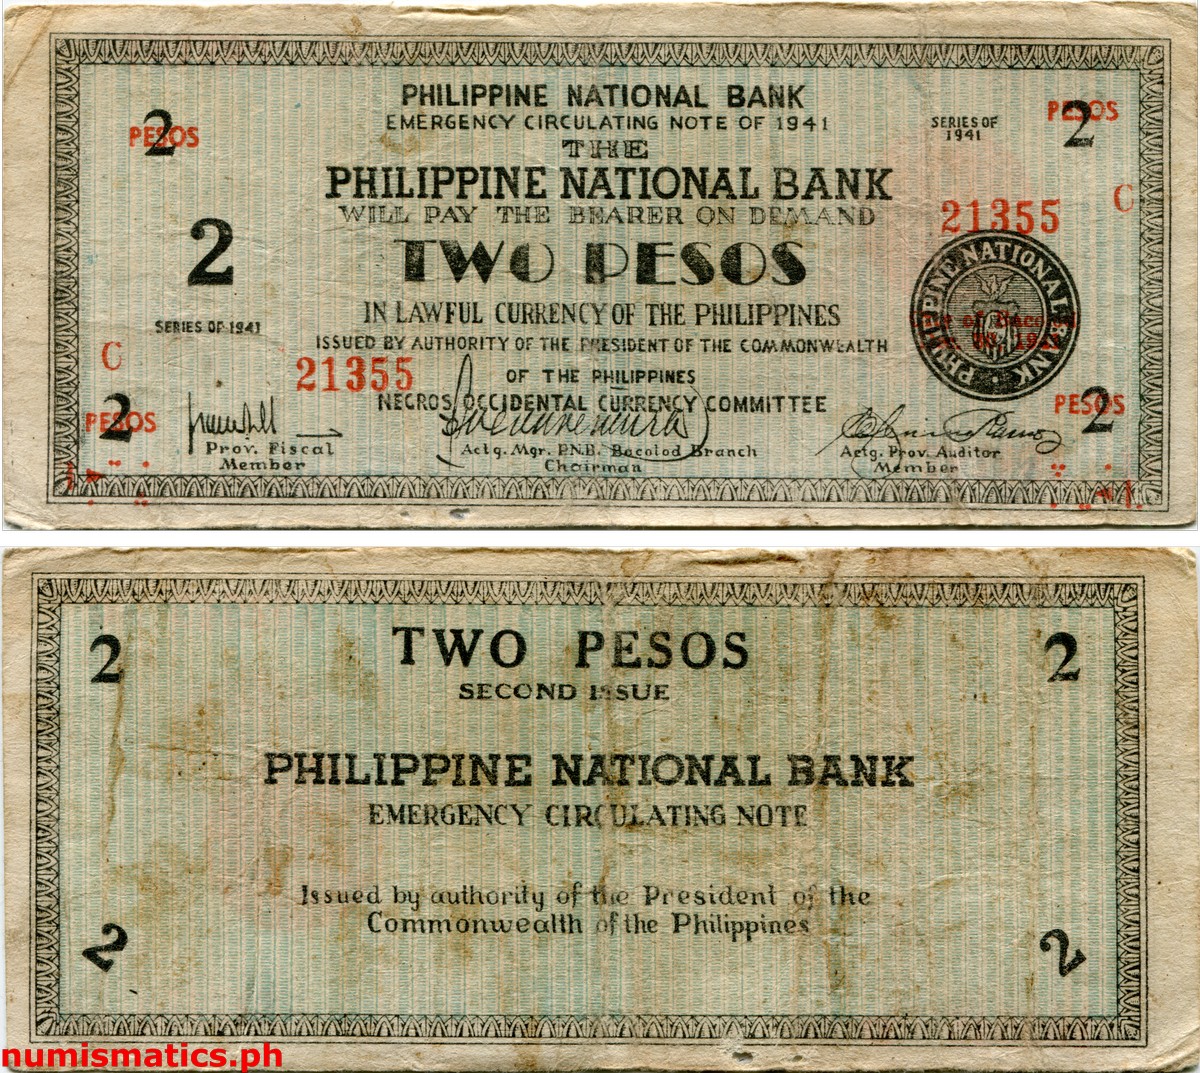 PHILIPPINE NATIONAL BANK
EMERGENCY CIRCULATING NOTE OF 1941
THE
PHILIPPINE NATIONAL BANK
WILL PAY THE BEARER ON DEMAND
TWO PESOS
IN LAWFUL CURRENCY OF THE PHILIPPINES
ISSUED BY AUTHORITY OF THE PRESIDENT OF THE COMMONWEALTH
OF THE PHILIPPINES
NEGROS OCCIDENTAL CURRENCY COMMITTEE
2
PESOS
2
SERIES OF 1941
C
21355
2
PESOS
SERIES OF
1941
2
PESOS
C
21355
PHILIPPINE NATIONAL BANK
2
PESOS
Prov. Fiscal
Member
Actg. Mgr. P.N.B. Bacolod Branch
Chairman
Actg. Prov. Auditor
Member
2
TWO PESOS
2
SECOND ISSUE
PHILIPPINE NATIONAL BANK
EMERGENCY CIRCULATING NOTE
Issued by authority of the President of the
Commonwealth of the Philippines
2
2
numismatics.ph